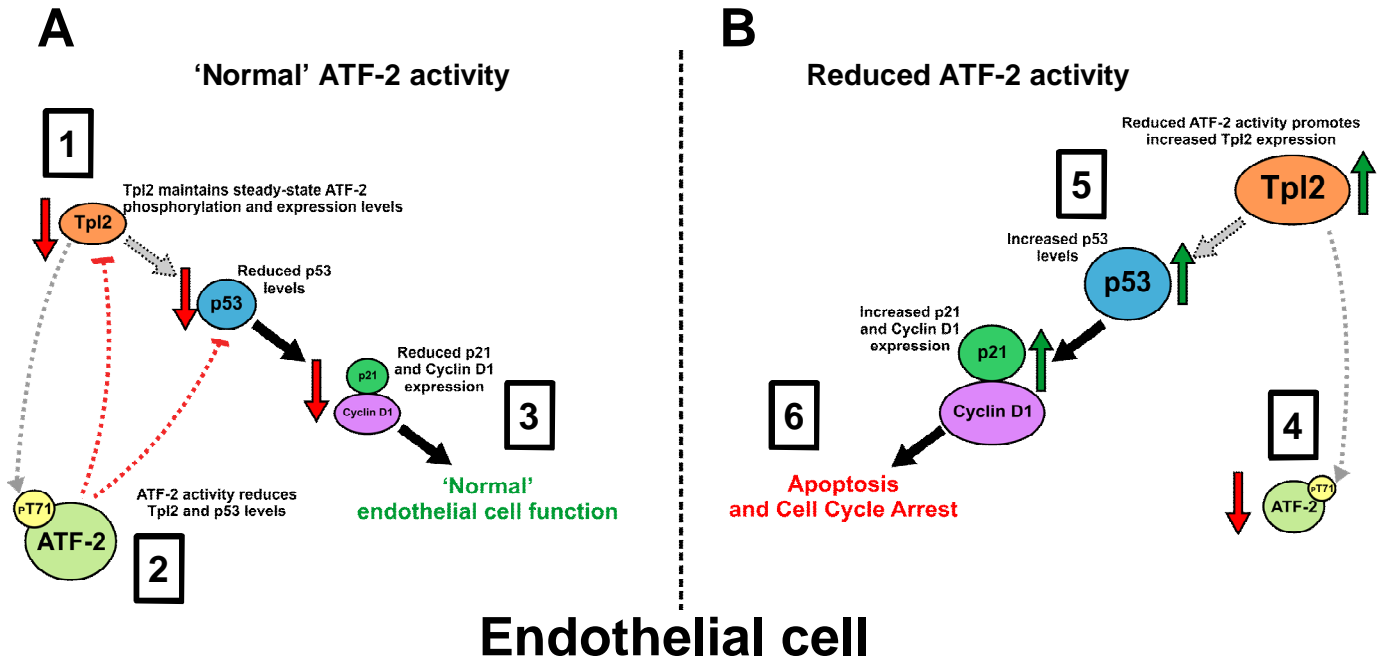 A
'Normal' ATF-2 activity
1
Tpl2 maintains steady-state ATF-2
phosphorylation and expression levels
Tpl2
Reduced p53
levels
p53
Reduced p21
and Cyclin D1
expression
p21
Cyclin D1
3
'Normal'
endothelial cell function
pT71
ATF-2
ATF-2 activity reduces
Tpl2 and p53 levels
2
B
Reduced ATF-2 activity
Reduced ATF-2 activity promotes
increased Tpl2 expression
Tpl2
5
Increased p53
levels
p53
Increased p21
and Cyclin D1
expression
p21
Cyclin D1
6
Apoptosis
and Cell Cycle Arrest
4
pT71
ATF-2
Endothelial cell